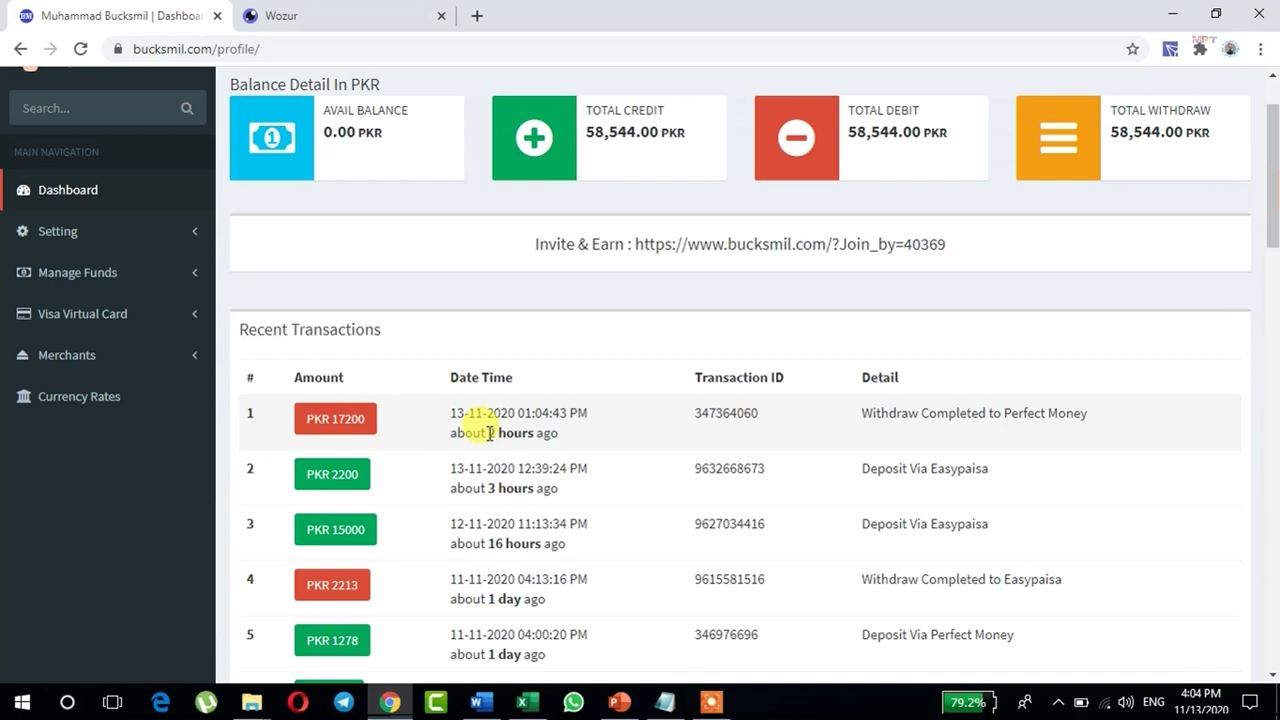 Muhammad Bucksmil | Dashboar
Wozur
bucksmil.com/profile/
Balance Detail In PKR
Search...
AVAIL BALANCE
0.00 PKR
TOTAL CREDIT
58,544.00 PKR
TOTAL DEBIT
58,544.00 PKR
TOTAL WITHDRAW
58,544.00 PKR
MAIN NAVIGATION
Dashboard
Setting
Manage Funds
Visa Virtual Card
Merchants
Currency Rates
Invite & Earn : https://www.bucksmil.com/?Join_by=40369
Recent Transactions
# Amount Date Time Transaction ID Detail
1 PKR 17200 13-11-2020 01:04:43 PM 347364060 Withdraw Completed to Perfect Money
about 2 hours ago
2 PKR 2200 13-11-2020 12:39:24 PM 9632668673 Deposit Via Easypaisa
about 3 hours ago
3 PKR 15000 12-11-2020 11:13:34 PM 9627034416 Deposit Via Easypaisa
about 16 hours ago
4 PKR 2213 11-11-2020 04:13:16 PM 9615581516 Withdraw Completed to Easypaisa
about 1 day ago
5 PKR 1278 11-11-2020 04:00:20 PM 346976696 Deposit Via Perfect Money
about 1 day ago
79.2%
ENG
4:04 PM
11/13/2020